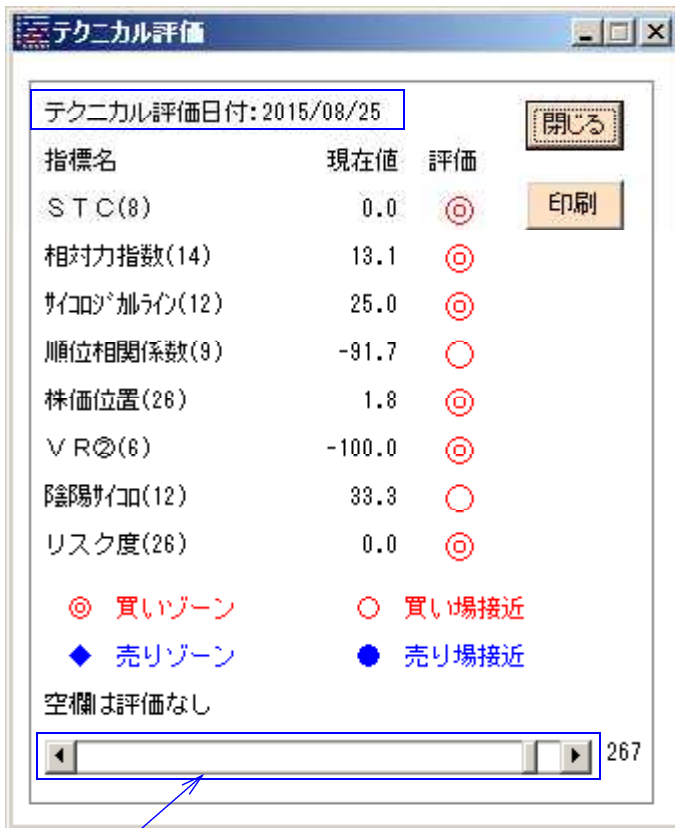 テクニカル評価
テクニカル評価日付:2015/08/25
閉じる
指標名 現在値 評価
STC(8) 0.0 ◎
印刷
相対力指数(14) 13.1 ◎
サイコロジカルライン(12) 25.0 ◎
順位相関係数(9) -91.7 ○
株価位置(26) 1.8 ◎
VR②(6) -100.0 ◎
陰陽サイコロ(12) 33.3 ○
リスク度(26) 0.0 ◎
◎ 買いゾーン ○ 買い場接近
◆ 売りゾーン ● 売り場接近
空欄は評価なし
267